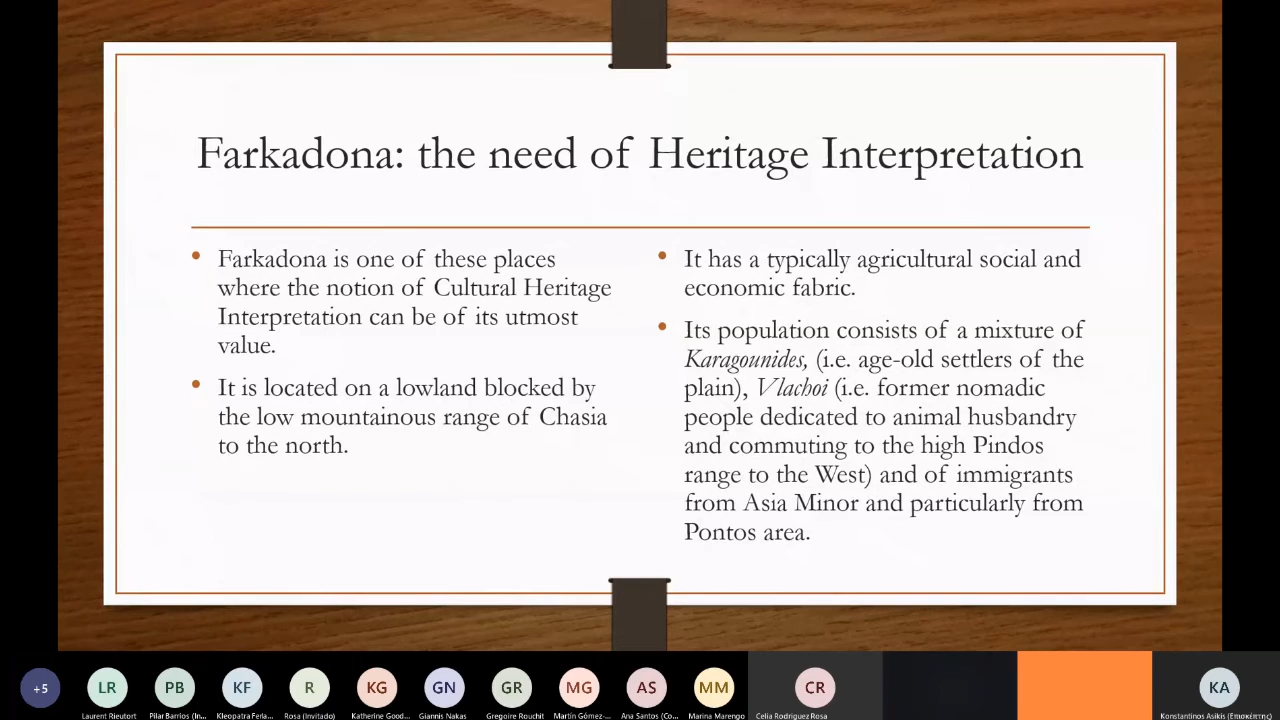 Farkadona: the need of Heritage Interpretation
Farkadona is one of these places
where the notion of Cultural Heritage
Interpretation can be of its utmost
value.
It is located on a lowland blocked by
the low mountainous range of Chasia
to the north.
It has a typically agricultural social and
economic fabric.
Its population consists of a mixture of
Karagounides, (i.e. age-old settlers of the
plain), Vlachoi (i.e. former nomadic
people dedicated to animal husbandry
and commuting to the high Pindos
range to the West) and of immigrants
from Asia Minor and particularly from
Pontos area.
+5
LR
PB
KF
R
KG
GN
GR
MG
AS
MM
CR
KA
Laurent Rieutort
Pilar Barrios (In...
Kleopatra Ferla...
Rosa (Invitado)
Katherine Good...
Giannis Nakas
Gregoire Rouchit
Martín Gómez-...
Ana Santos (Co...
Marina Marengo
Celia Rodriguez Rosa
Konstantinos Asikis (Επισκέπτης)